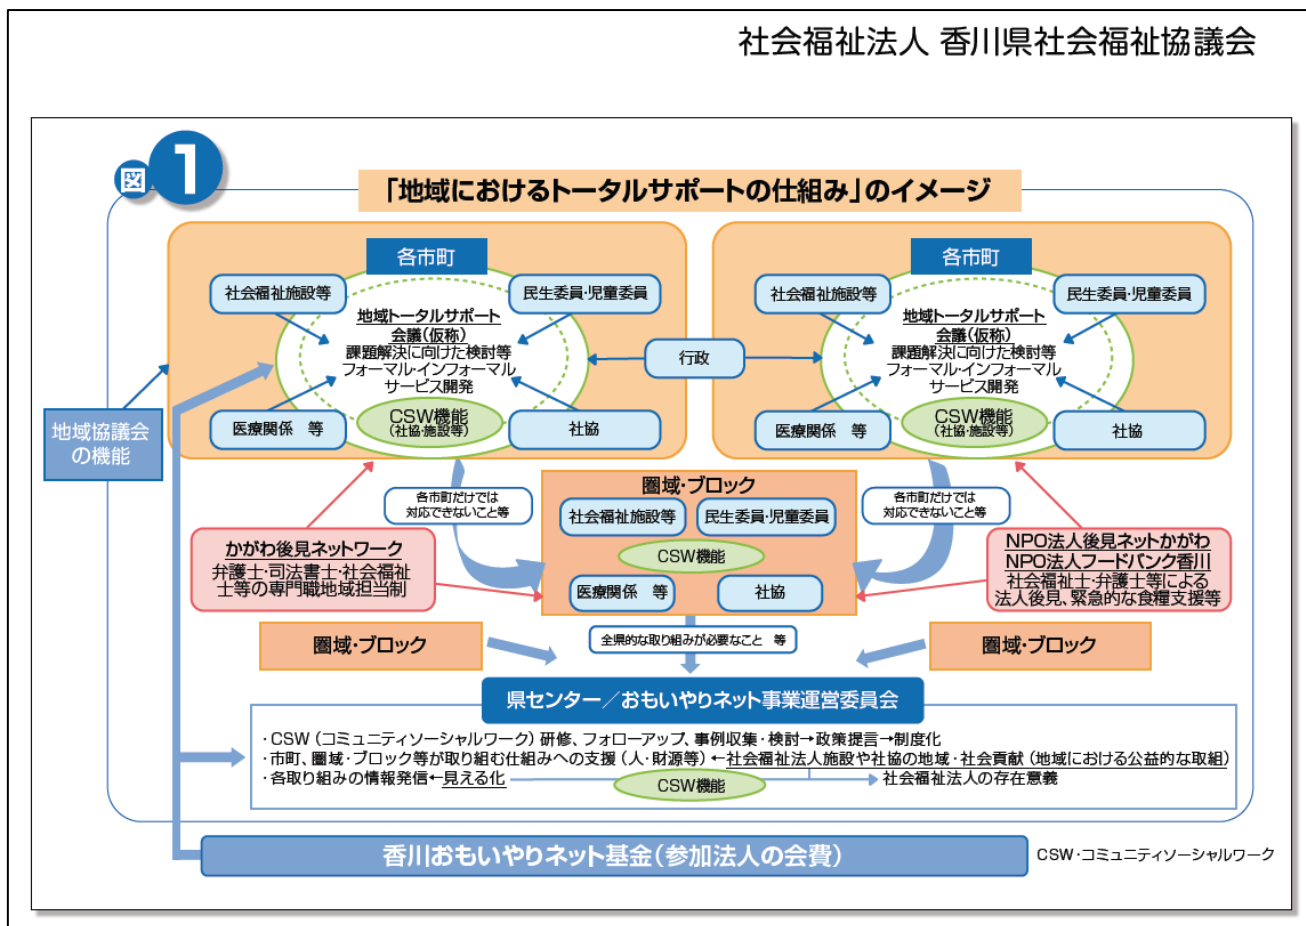 社会福祉法人 香川県社会福祉協議会
図1
「地域におけるトータルサポートの仕組み」のイメージ
各市町
社会福祉施設等
民生委員・児童委員
地域トータルサポート
会議(仮称)
課題解決に向けた検討等
フォーマル・インフォーマル
サービス開発
医療関係 等
CSW機能
(社協・施設等)
社協
行政
各市町
社会福祉施設等
民生委員・児童委員
地域トータルサポート
会議(仮称)
課題解決に向けた検討等
フォーマル・インフォーマル
サービス開発
医療関係 等
CSW機能
(社協・施設等)
社協
地域協議会
の機能
各市町だけでは
対応できないこと等
圏域・ブロック
社会福祉施設等
民生委員・児童委員
CSW機能
医療関係 等
社協
各市町だけでは
対応できないこと等
かがわ後見ネットワーク
弁護士・司法書士・社会福祉
士等の専門職地域担当制
NPO法人後見ネットかがわ
NPO法人フードバンク香川
社会福祉士・弁護士等による
法人後見、緊急的な食糧支援等
圏域・ブロック
全県的な取り組みが必要なこと 等
圏域・ブロック
県センター/おもいやりネット事業運営委員会
・CSW(コミュニティソーシャルワーク)研修、フォローアップ、事例収集・検討→政策提言→制度化
・市町、圏域・ブロック等が取り組む仕組みへの支援(人・財源等)←社会福祉法人施設や社協の地域・社会貢献(地域における公益的な取組)
・各取り組みの情報発信←見える化
CSW機能
社会福祉法人の存在意義
香川おもいやりネット基金(参加法人の会費)
CSW・コミュニティソーシャルワーク